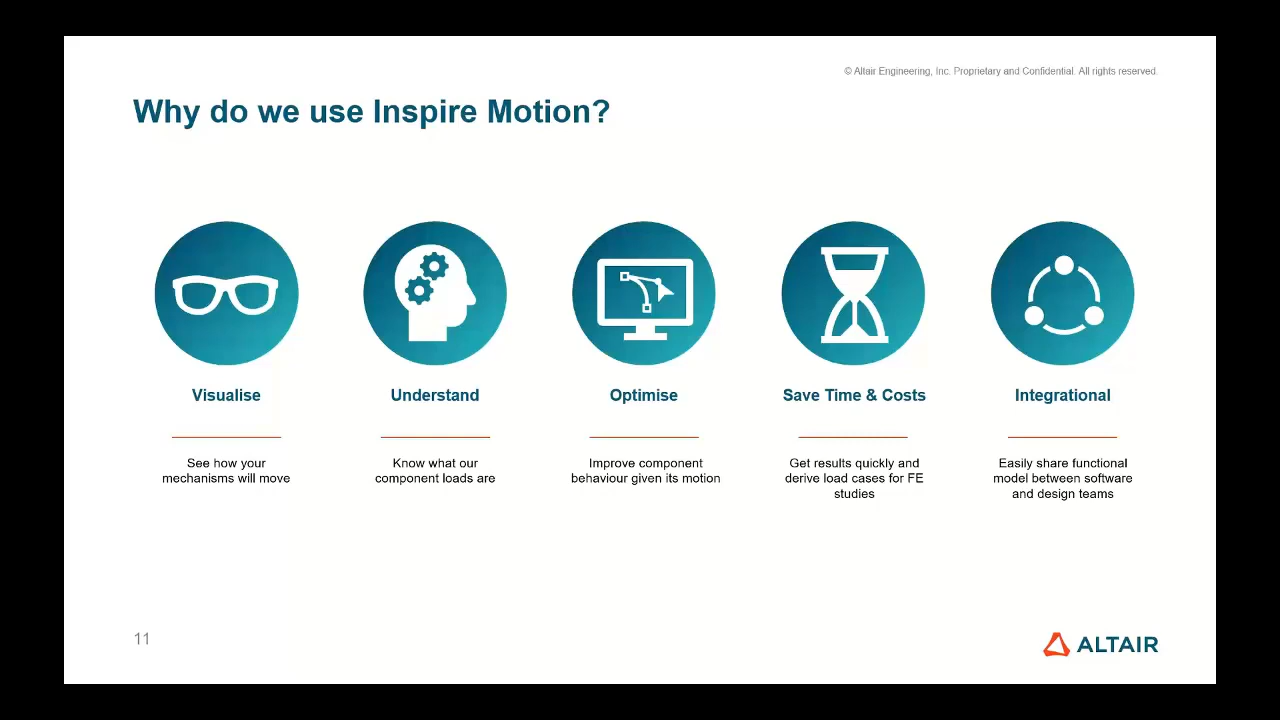 © Altair Engineering, Inc. Proprietary and Confidential. All rights reserved.
Why do we use Inspire Motion?
Visualise
See how your
mechanisms will move
Understand
Know what our
component loads are
Optimise
Improve component
behaviour given its motion
Save Time & Costs
Get results quickly and
derive load cases for FE
studies
Integrational
Easily share functional
model between software
and design teams
11
ALTAIR